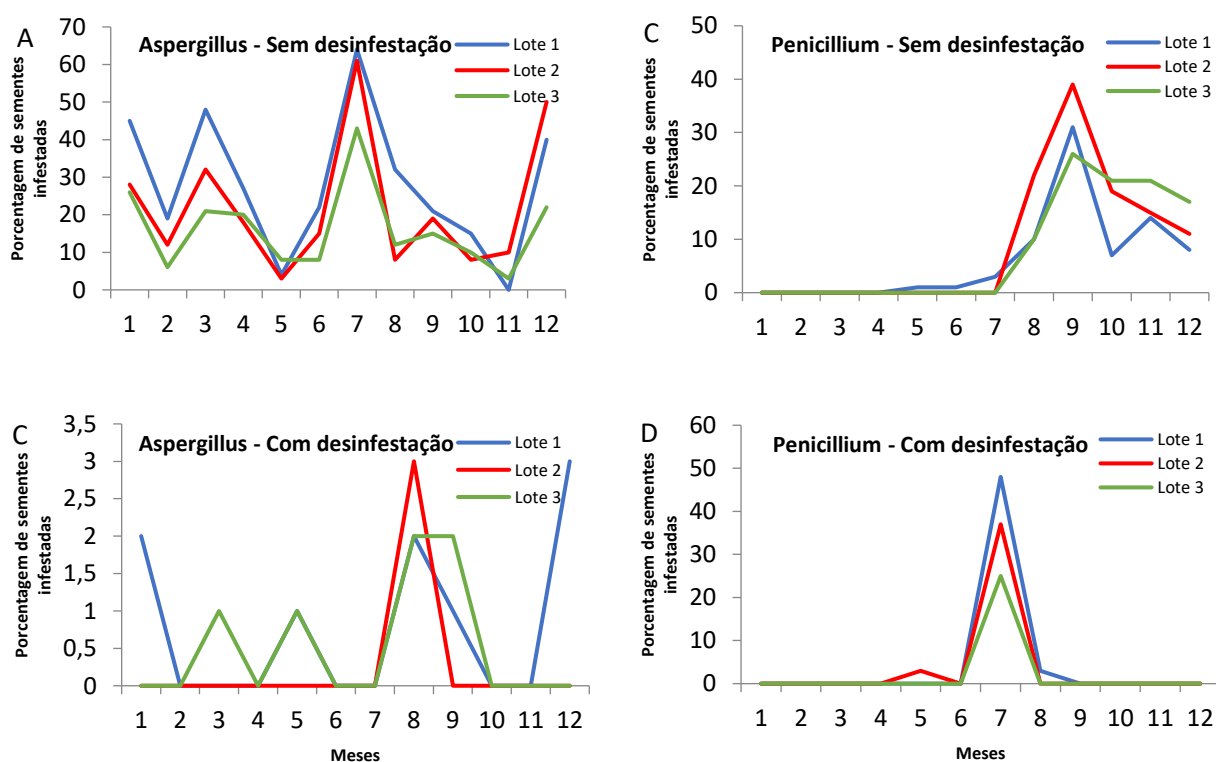 A
Aspergillus - Sem desinfestação
Lote 1
Lote 2
Lote 3
Porcentagem de sementes
infestadas
70
60
50
40
30
20
10
0
1 2 3 4 5 6 7 8 9 10 11 12
C
Penicillium - Sem desinfestação
Lote 1
Lote 2
Lote 3
Porcentagem de sementes
infestadas
50
40
30
20
10
0
1 2 3 4 5 6 7 8 9 10 11 12
C
Aspergillus - Com desinfestação
Lote 1
Lote 2
Lote 3
Porcentagem de sementes
infestadas
3,5
3
2,5
2
1,5
1
0,5
0
1 2 3 4 5 6 7 8 9 10 11 12
Meses
D
Penicillium - Com desinfestação
Lote 1
Lote 2
Lote 3
Porcentagem de sementes
infestadas
60
50
40
30
20
10
0
1 2 3 4 5 6 7 8 9 10 11 12
Meses